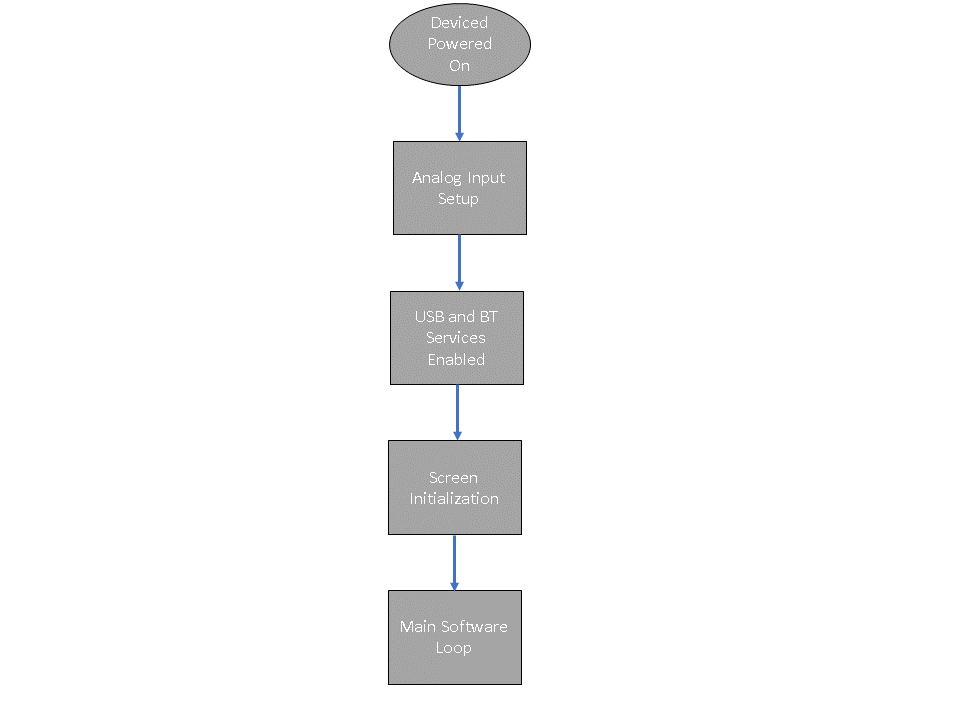 Deviced
Powered
On
Analog Input
Setup
USB and BT
Services
Enabled
Screen
Initialization
Main Software
Loop